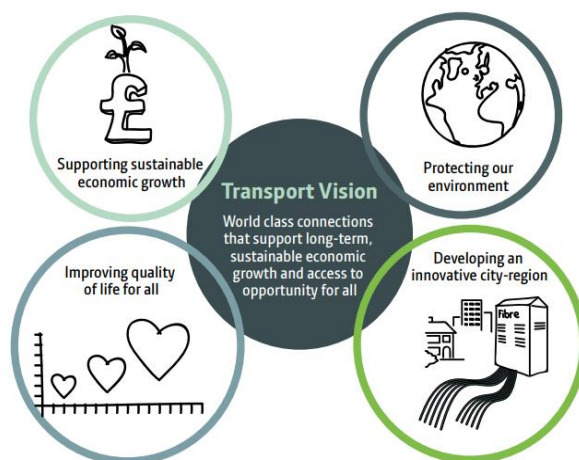 £
Supporting sustainable
economic growth
Protecting our
environment
Transport Vision
World class connections
that support long-term,
sustainable economic
growth and access to
opportunity for all
Improving quality
of life for all
Developing an
innovative city-region
Fibre